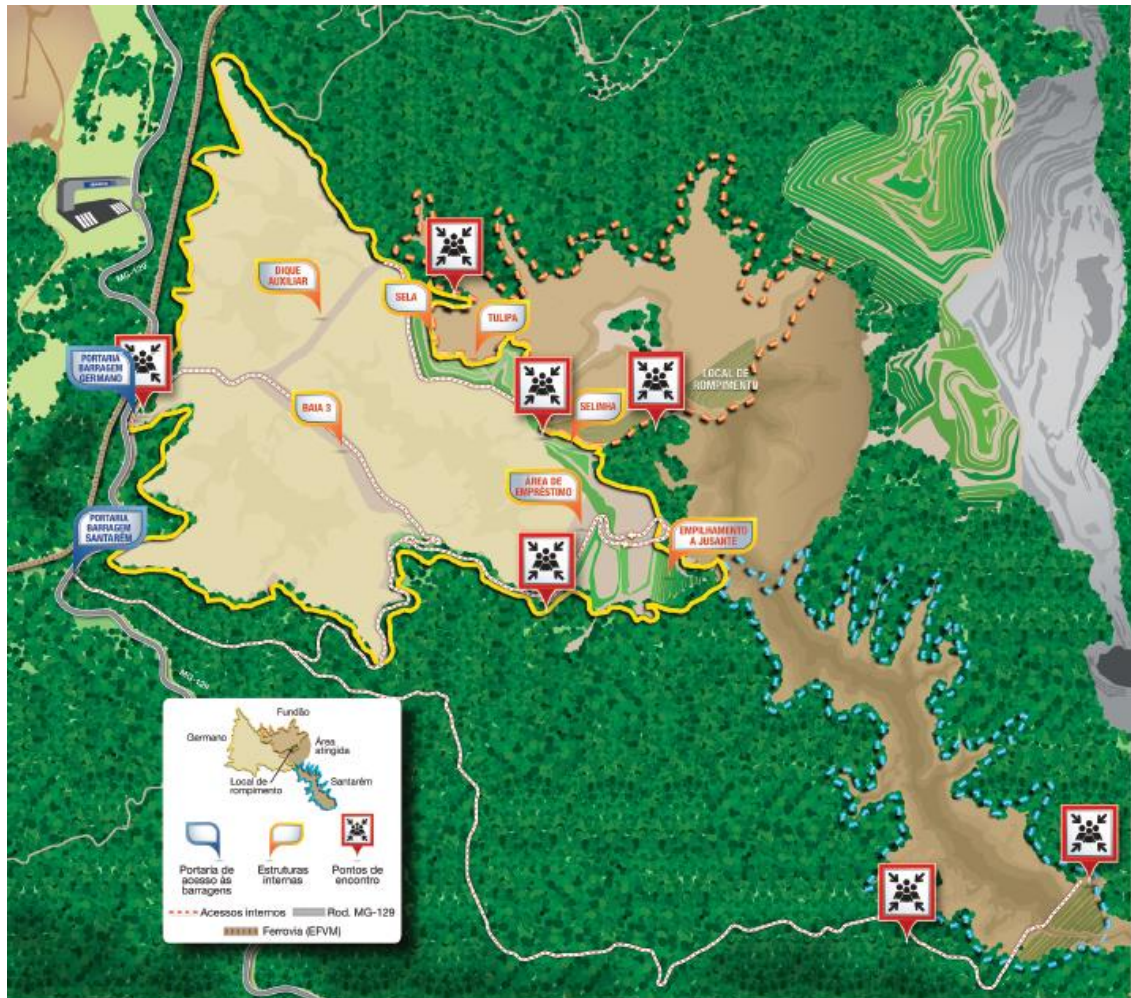 MG-129
DIQUE
AUXILIAR
SELA
TULIPA
PORTARIA
BARRAGEM
GERMANO
LOCAL DE
ROMPIMENTO
BAIA 3
SELINHA
ÁREA DE
EMPRÉSTIMO
PORTARIA
BARRAGEM
SANTARÉM
EMPILHAMENTO
A JUSANTE
MG-129
Fundão
Germano
Área
atingida
Local de
rompimento
Santarém
Portaria de
acesso às
barragens
Estruturas
internas
Pontos de
encontro
Acessos internos
Rod. MG-129
Ferrovia (EFVM)